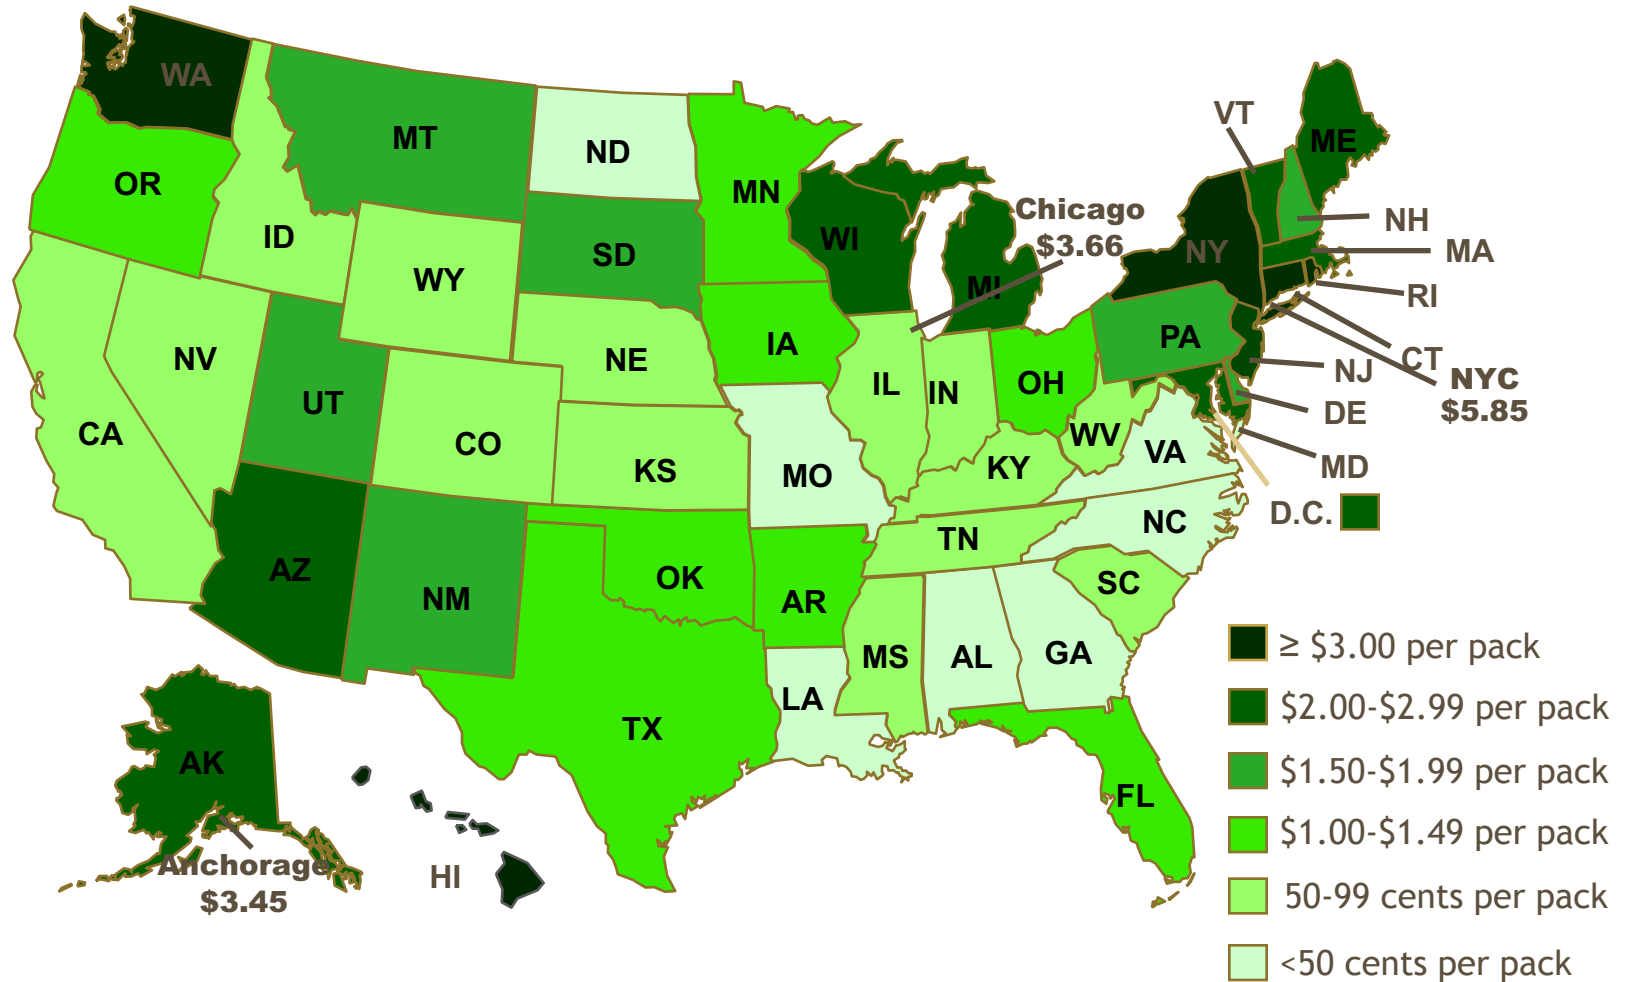 WA
MT
ND
MN
OR
ID
WY
SD
WI
MI
Chicago
$3.66
VT
ME
NH
MA
NY
RI
CT
NYC
$5.85
NJ
PA
DE
MD
D.C.
NV
UT
CA
CO
NE
IA
IL
IN
OH
WV
VA
KS
MO
KY
NC
TN
SC
AZ
NM
OK
AR
MS
AL
GA
LA
TX
FL
AK
Anchorage
$3.45
HI
≥ $3.00 per pack
$2.00-$2.99 per pack
$1.50-$1.99 per pack
$1.00-$1.49 per pack
50-99 cents per pack
<50 cents per pack